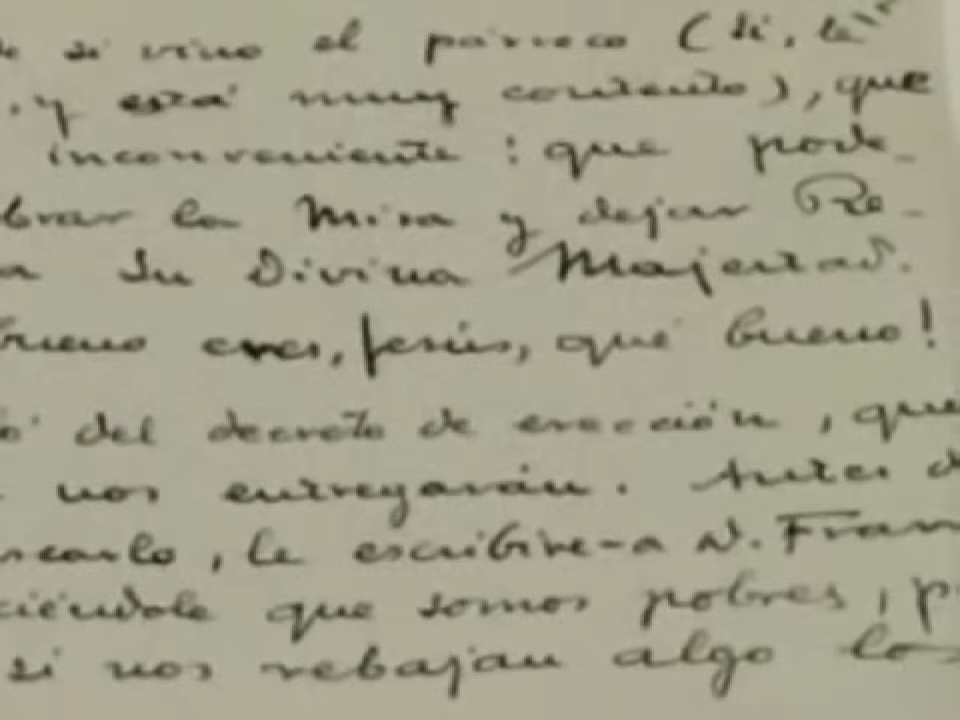 si vino el párroco (sí, le
y está muy contento), que
inconveniente: que pode-
brar la Misa y dejar Re-
a Su Divina Majestad.
bueno eres, Jesús, qué bueno!
ó del decreto de erección, que
nos entregarán. Antes d
scarlo, le escribiré a D. Fran
ciéndole que somos pobres, p
si nos rebajan algo los